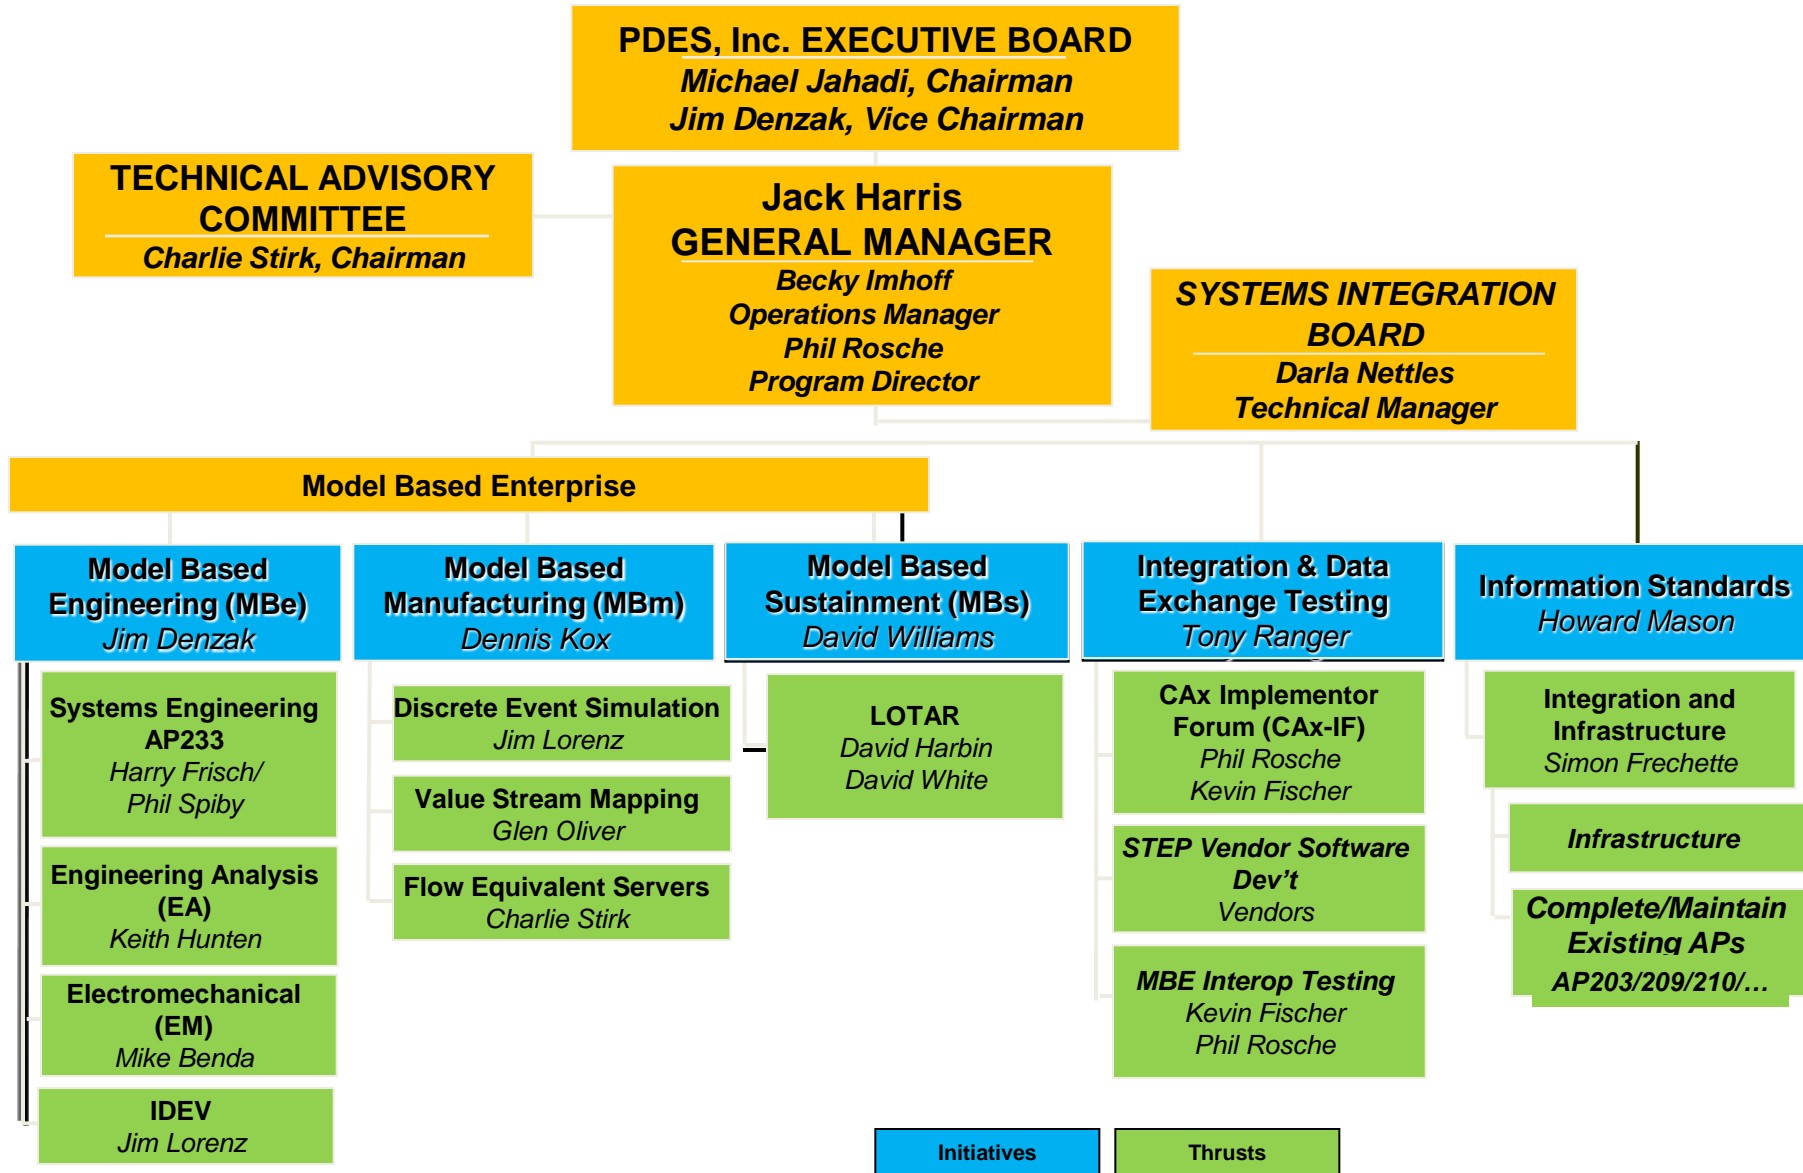 PDES, Inc. EXECUTIVE BOARD
Michael Jahadi, Chairman
Jim Denzak, Vice Chairman
TECHNICAL ADVISORY
COMMITTEE
Charlie Stirk, Chairman
Jack Harris
GENERAL MANAGER
Becky Imhoff
Operations Manager
Phil Rosche
Program Director
SYSTEMS INTEGRATION
BOARD
Darla Nettles
Technical Manager
Model Based Enterprise
Model Based
Engineering (MBe)
Jim Denzak
Model Based
Manufacturing (MBm)
Dennis Kox
Model Based
Sustainment (MBs)
David Williams
Integration & Data
Exchange Testing
Tony Ranger
Information Standards
Howard Mason
Systems Engineering
AP233
Harry Frisch/
Phil Spiby
Engineering Analysis
(EA)
Keith Hunten
Electromechanical
(EM)
Mike Benda
IDEV
Jim Lorenz
Discrete Event Simulation
Jim Lorenz
Value Stream Mapping
Glen Oliver
Flow Equivalent Servers
Charlie Stirk
LOTAR
David Harbin
David White
CAx Implementor
Forum (CAx-IF)
Phil Rosche
Kevin Fischer
STEP Vendor Software
Dev't
Vendors
MBE Interop Testing
Kevin Fischer
Phil Rosche
Integration and
Infrastructure
Simon Frechette
Infrastructure
Complete/Maintain
Existing APs
AP203/209/210/…
Initiatives
Thrusts